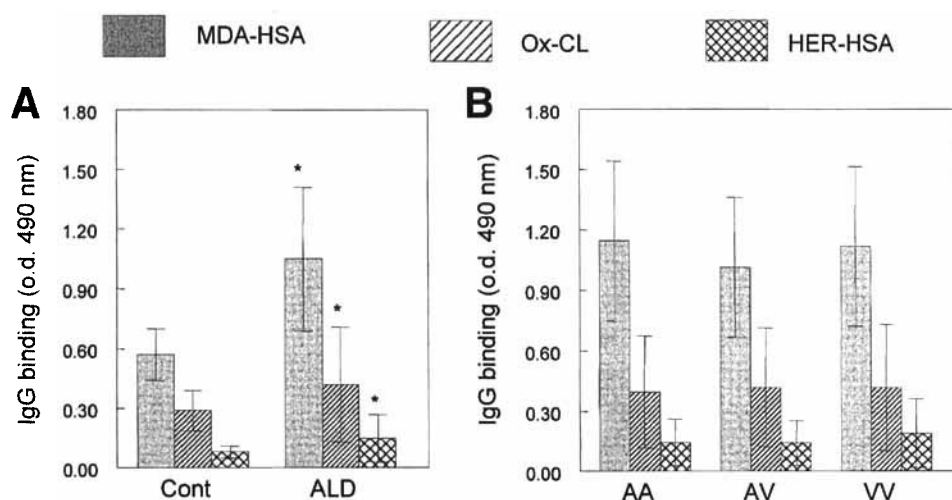 MDA-HSA Ox-CL HER-HSA
A B
IgG binding (o.d. 490 nm)
1.80
1.50
1.20
0.90
0.60
0.30
0.00
* * *
Cont ALD
IgG binding (o.d. 490 nm)
1.80
1.50
1.20
0.90
0.60
0.30
0.00
AA AV VV